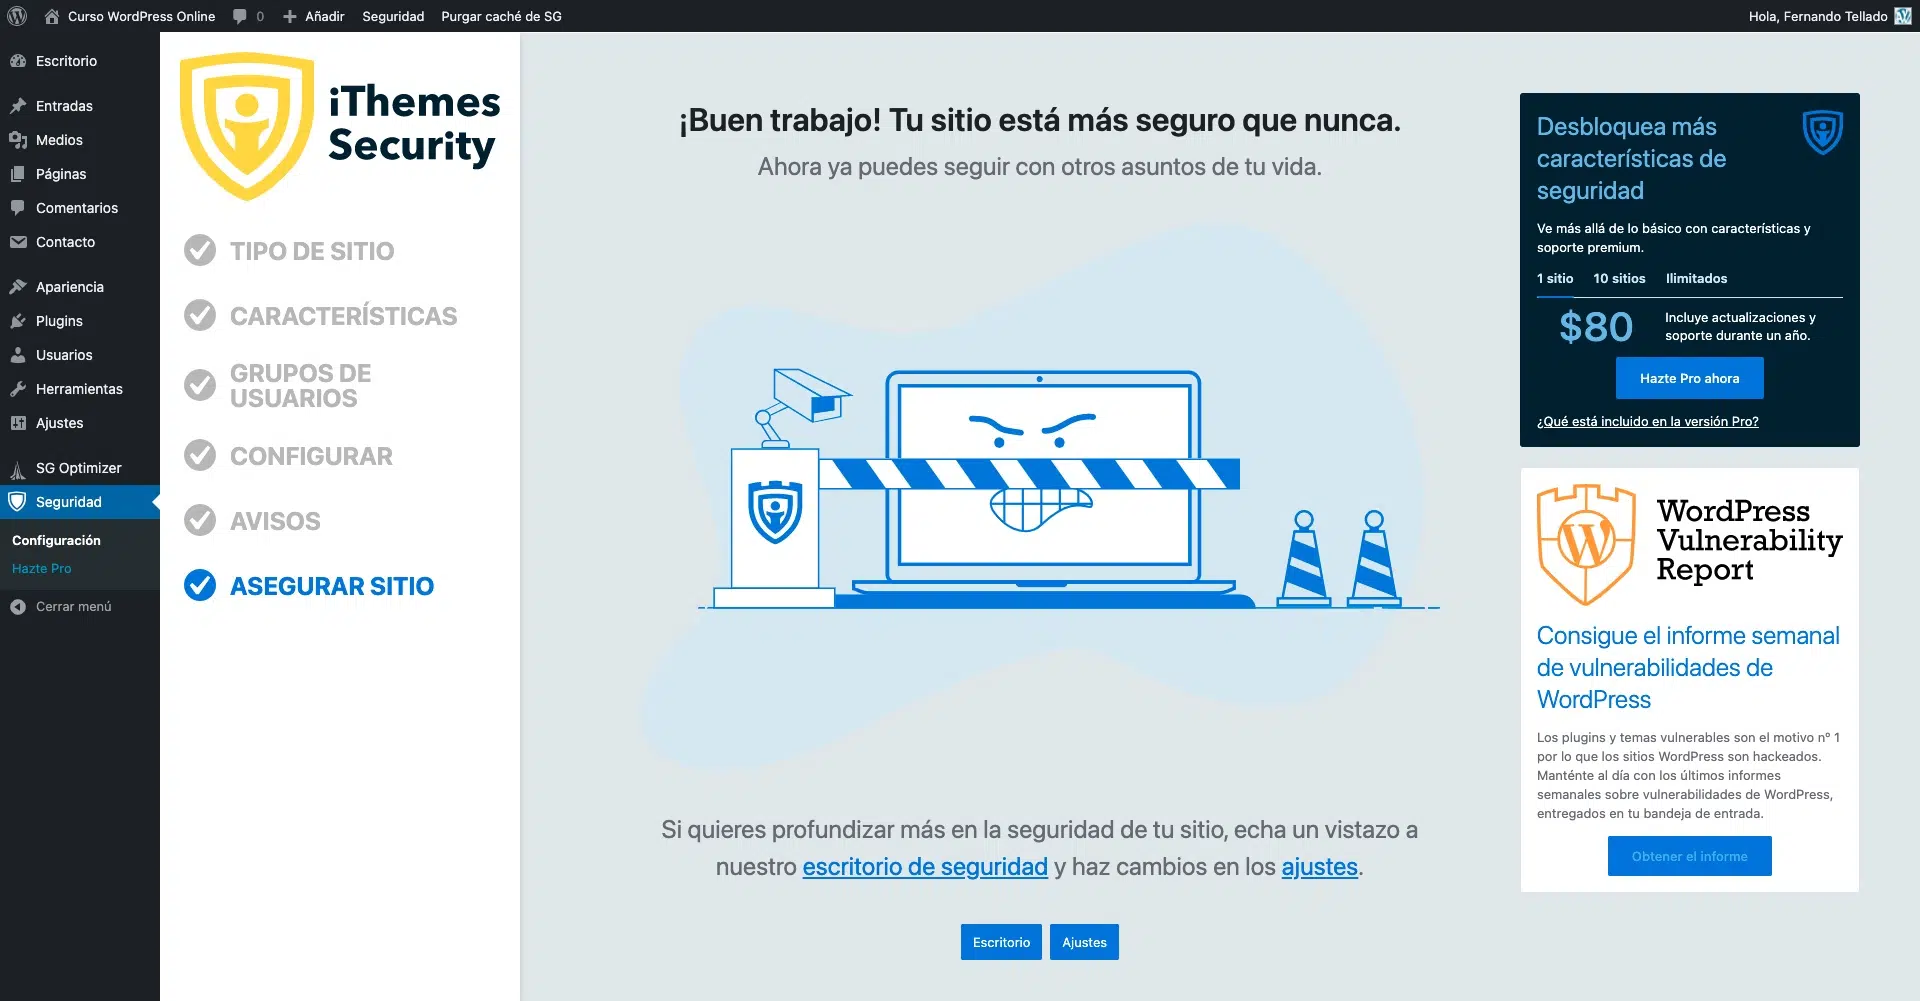 Curso WordPress Online
0
Añadir
Seguridad
Purgar caché de SG
Hola, Fernando Tellado
Escritorio
Entradas
Medios
Páginas
Comentarios
Contacto
Apariencia
Plugins
Usuarios
Herramientas
Ajustes
SG Optimizer
Seguridad
Configuración
Hazte Pro
Cerrar menú
iThemes
Security
TIPO DE SITIO
CARACTERÍSTICAS
GRUPOS DE
USUARIOS
CONFIGURAR
AVISOS
ASEGURAR SITIO
¡Buen trabajo! Tu sitio está más seguro que nunca.
Ahora ya puedes seguir con otros asuntos de tu vida.
Si quieres profundizar más en la seguridad de tu sitio, echa un vistazo a
nuestro escritorio de seguridad y haz cambios en los ajustes.
Escritorio
Ajustes
Desbloquea más
características de
seguridad
Ve más allá de lo básico con características y
soporte premium.
1 sitio
10 sitios
Ilimitados
$80
Incluye actualizaciones y
soporte durante un año.
Hazte Pro ahora
¿Qué está incluido en la versión Pro?
WordPress
Vulnerability
Report
Consigue el informe semanal
de vulnerabilidades de
WordPress
Los plugins y temas vulnerables son el motivo nº 1
por lo que los sitios WordPress son hackeados.
Manténte al día con los últimos informes
semanales sobre vulnerabilidades de WordPress,
entregados en tu bandeja de entrada.
Obtener el informe